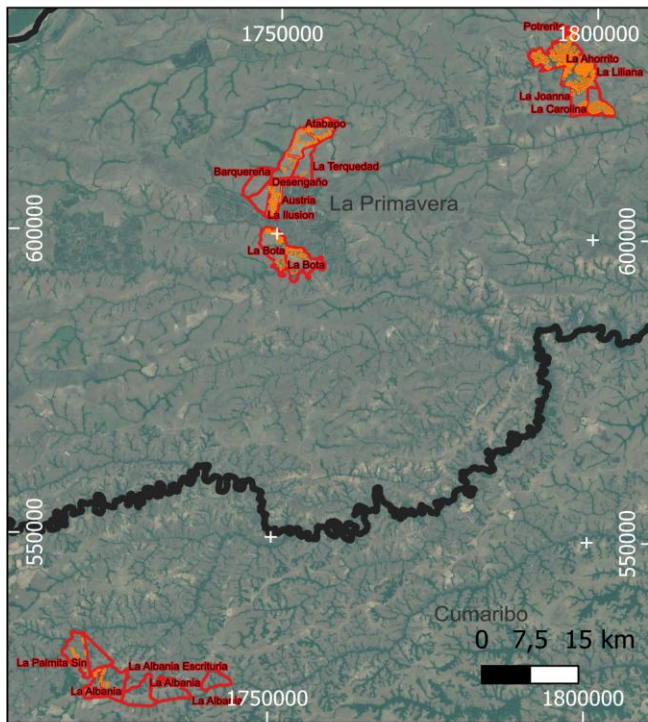 1750000
1800000
Potrerito
La Ahorrito
La Liliana
La Joanna
La Carolina
Atabapo
La Terquedad
Barquereña
Desengaño
Austria
La Ilusion
La Primavera
600000
600000
La Bota
La Bota
550000
550000
Cumaribo
0 7,5 15 km
La Palmita Sin
La Albania Escrituria
La Albania
La Albania
La Albania
1750000
1800000